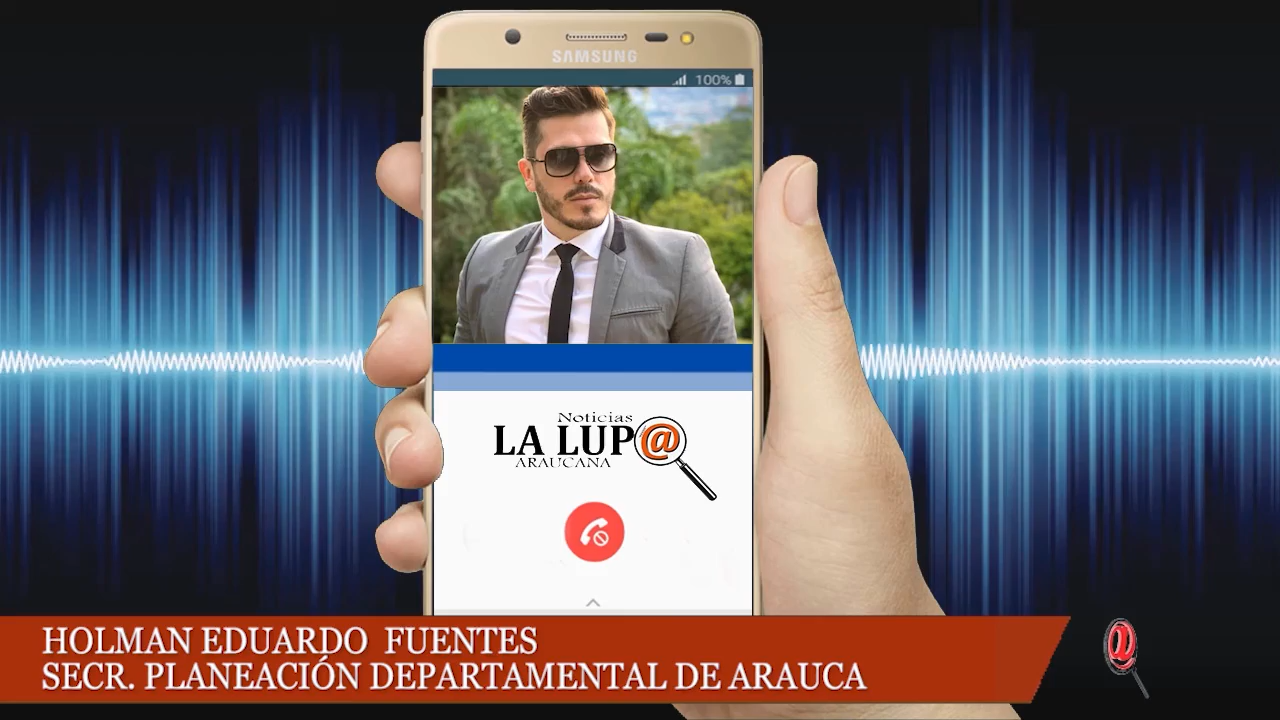 SAMSUNG
100%
Noticias
LA LUP@
ARAUCANA
HOLMAN EDUARDO FUENTES
SECR. PLANEACIÓN DEPARTAMENTAL DE ARAUCA
@